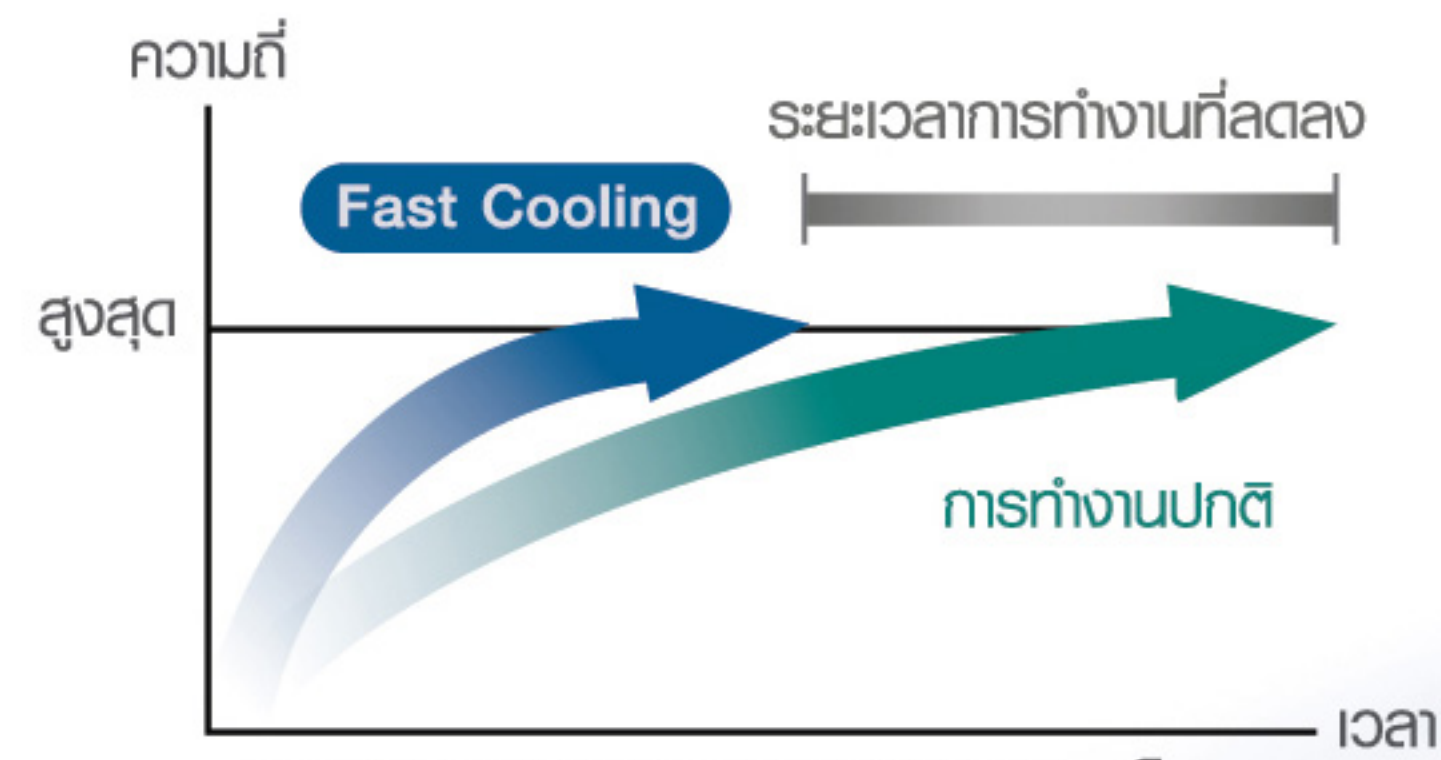 ความถี่
ระยะเวลาการทำงานที่ลดลง
Fast Cooling
สูงสุด
การทำงานปกติ
เวลา